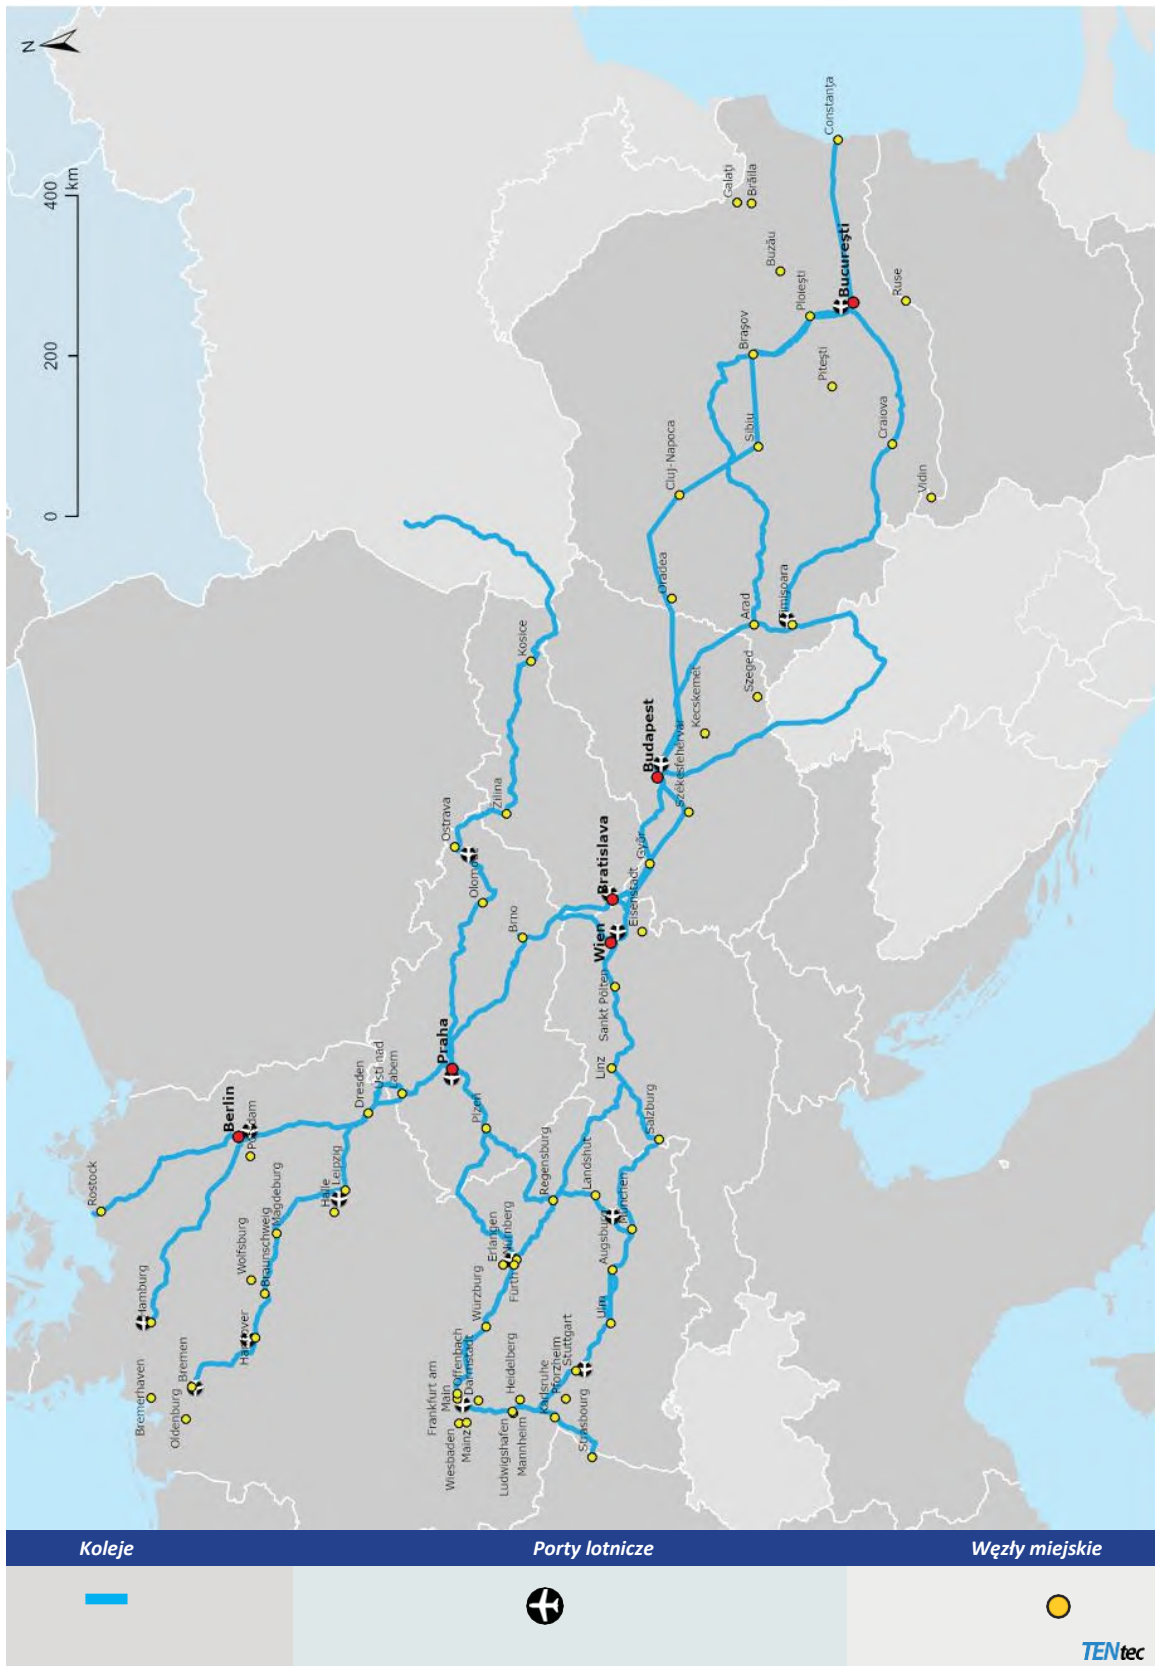 N
0
200
400
km
Rostock
Hamburg
Berlin
Potsdam
Bremerhaven
Oldenburg
Bremen
Hannover
Wolfsburg
Braunschweig
Magdeburg
Halle
Leipzig
Dresden
Usti nad
Labem
Praha
Plzen
Ostrava
Olomouc
Brno
Zilina
Kosice
Frankfurt am
Main
Offenbach
Darmstadt
Wiesbaden
Mainz
Würzburg
Erlangen
Nürnberg
Fürth
Regensburg
Landshut
Ludwigshafen
Mannheim
Heidelberg
Karlsruhe
Pforzheim
Stuttgart
Strasbourg
Ulm
Augsburg
München
Salzburg
Linz
Sankt Pölten
Wien
Bratislava
Eisenstadt
Győr
Budapest
Székesfehérvár
Kecskemét
Szeged
Oradea
Cluj-Napoca
Arad
Timișoara
Sibiu
Brașov
Ploiești
Pitești
Craiova
Vidin
București
Ruse
Buzău
Galați
Brăila
Constanța
Koleje
Porty lotnicze
Węzły miejskie
TENtec